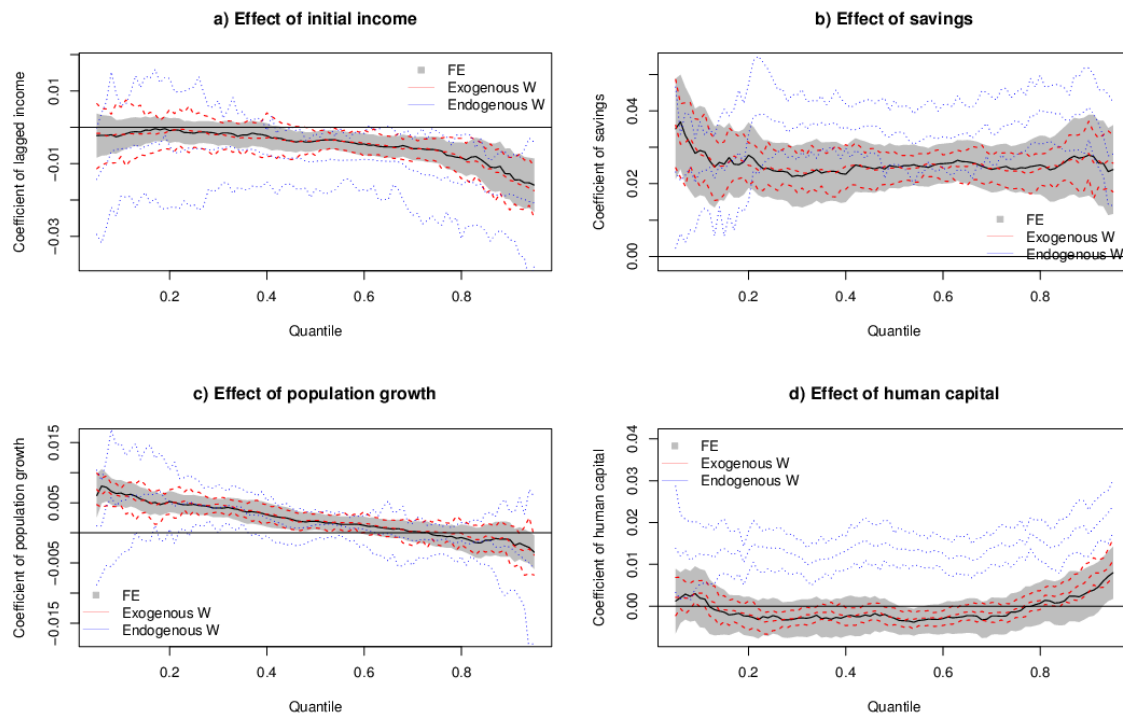 a) Effect of initial income
Coefficient of lagged income
0.01
−0.01
−0.03
FE
Exogenous W
Endogenous W
0.2 0.4 0.6 0.8
Quantile
b) Effect of savings
Coefficient of savings
0.04
0.02
0.00
FE
Exogenous W
Endogenous W
0.2 0.4 0.6 0.8
Quantile
c) Effect of population growth
Coefficient of population growth
0.015
0.005
−0.005
−0.015
FE
Exogenous W
Endogenous W
0.2 0.4 0.6 0.8
Quantile
d) Effect of human capital
Coefficient of human capital
0.04
0.03
0.02
0.01
0.00
FE
Exogenous W
Endogenous W
0.2 0.4 0.6 0.8
Quantile